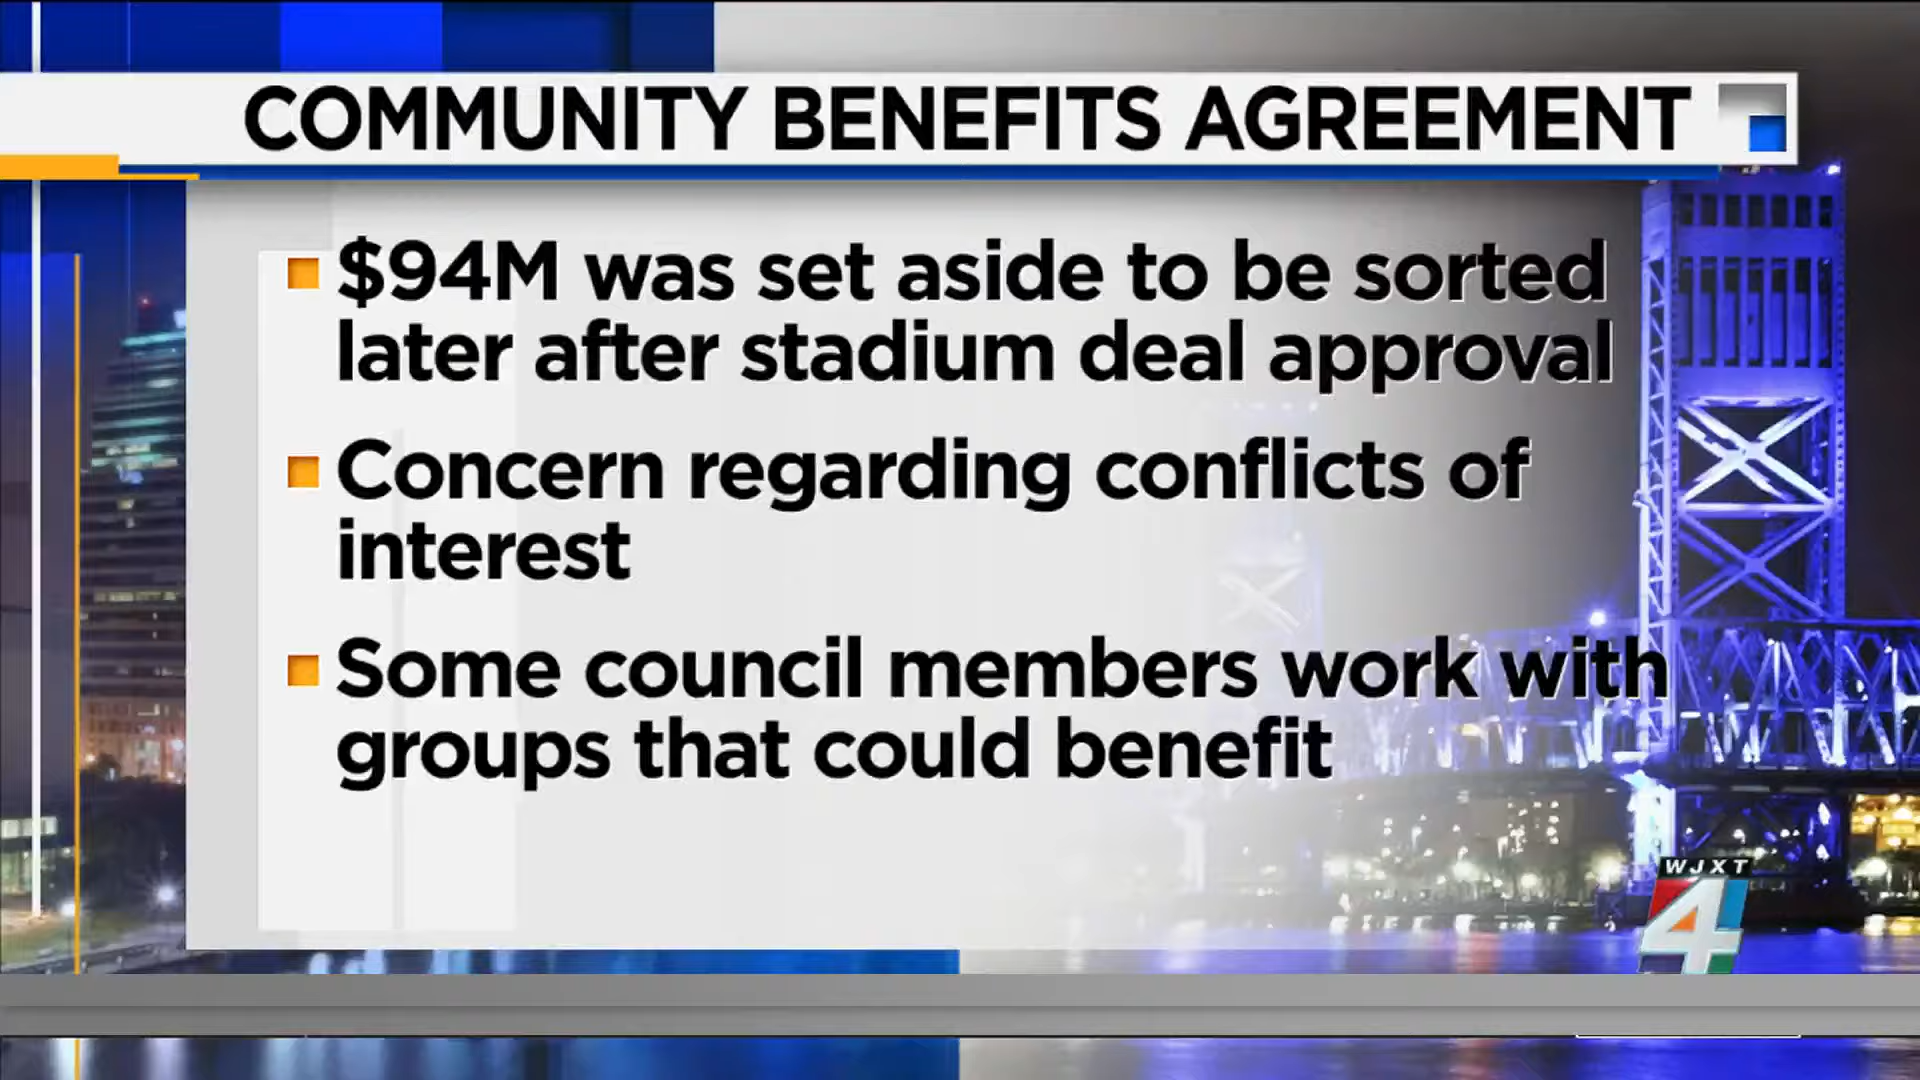 COMMUNITY BENEFITS AGREEMENT
$94M was set aside to be sorted
later after stadium deal approval
Concern regarding conflicts of
interest
Some council members work with
groups that could benefit
WJXT
4